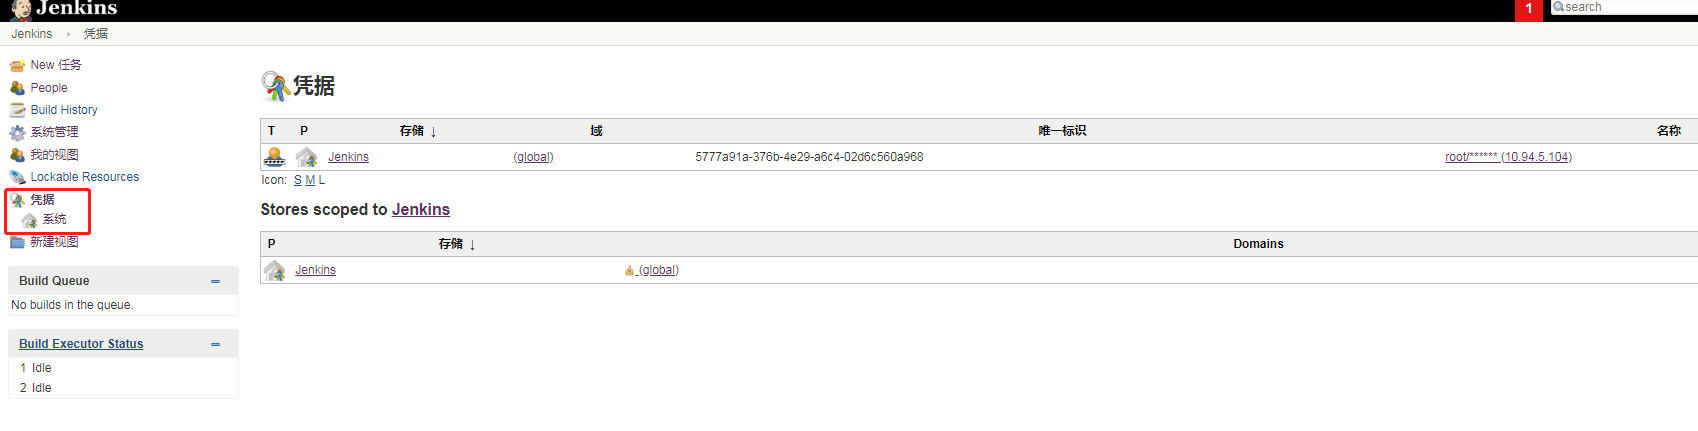 Jenkins
1
search
Jenkins › 凭据
New 任务
People
Build History
系统管理
我的视图
Lockable Resources
凭据
系统
新建视图
Build Queue
No builds in the queue.
Build Executor Status
1 Idle
2 Idle
凭据
T P 存储 ↓ 域 唯一标识 名称
Jenkins (global) 5777a91a-376b-4e29-a6c4-02d6c560a968 root/****** (10.94.5.104)
Icon: S M L
Stores scoped to Jenkins
P 存储 ↓ Domains
Jenkins (global)